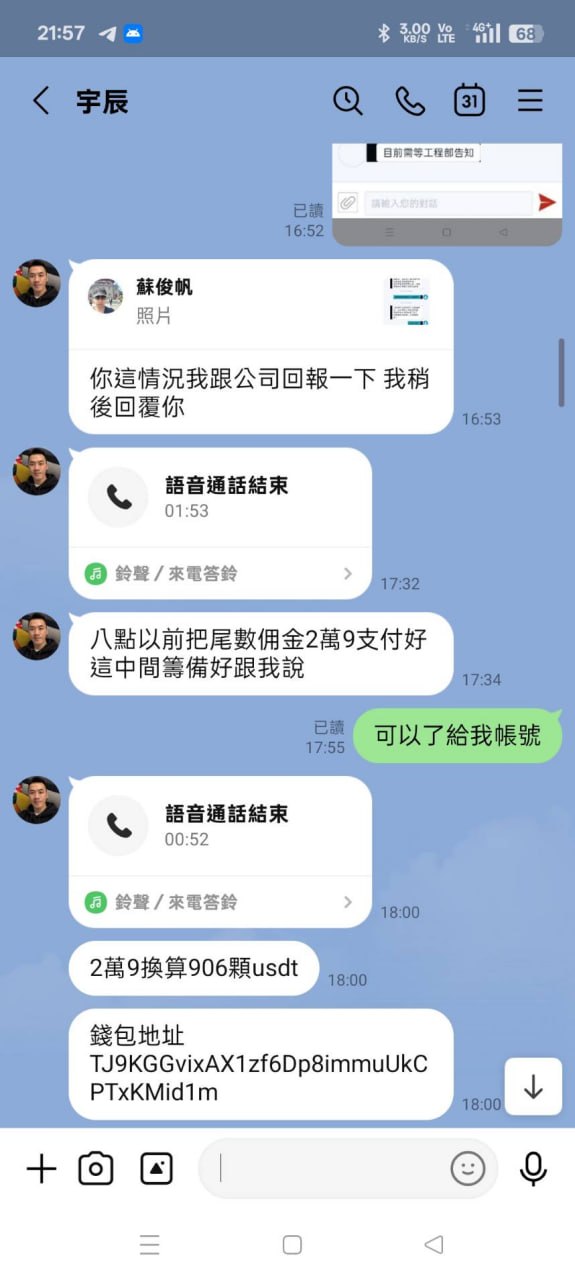 21:57
3.00 KB/S
Vo LTE
4G+
68
宇辰
31
目前需等工程部告知
請輸入您的對話
已讀
16:52
蘇俊帆
照片
你這情況我跟公司回報一下 我稍
後回覆你
16:53
語音通話結束
01:53
鈴聲/來電答鈴
17:32
八點以前把尾數佣金2萬9支付好
這中間籌備好跟我說
17:34
已讀
17:55
可以了給我帳號
語音通話結束
00:52
鈴聲/來電答鈴
18:00
2萬9換算906顆usdt
18:00
錢包地址
TJ9KGGvixAX1zf6Dp8immuUkC
PTxKMid1m
18:00